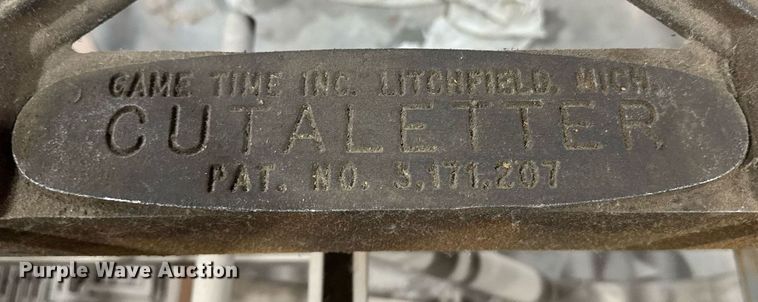 GAME TIME INC. LITCHFIELD, MICH.
CUTALETTER
PAT. NO. 3,171,207
Purple Wave Auction